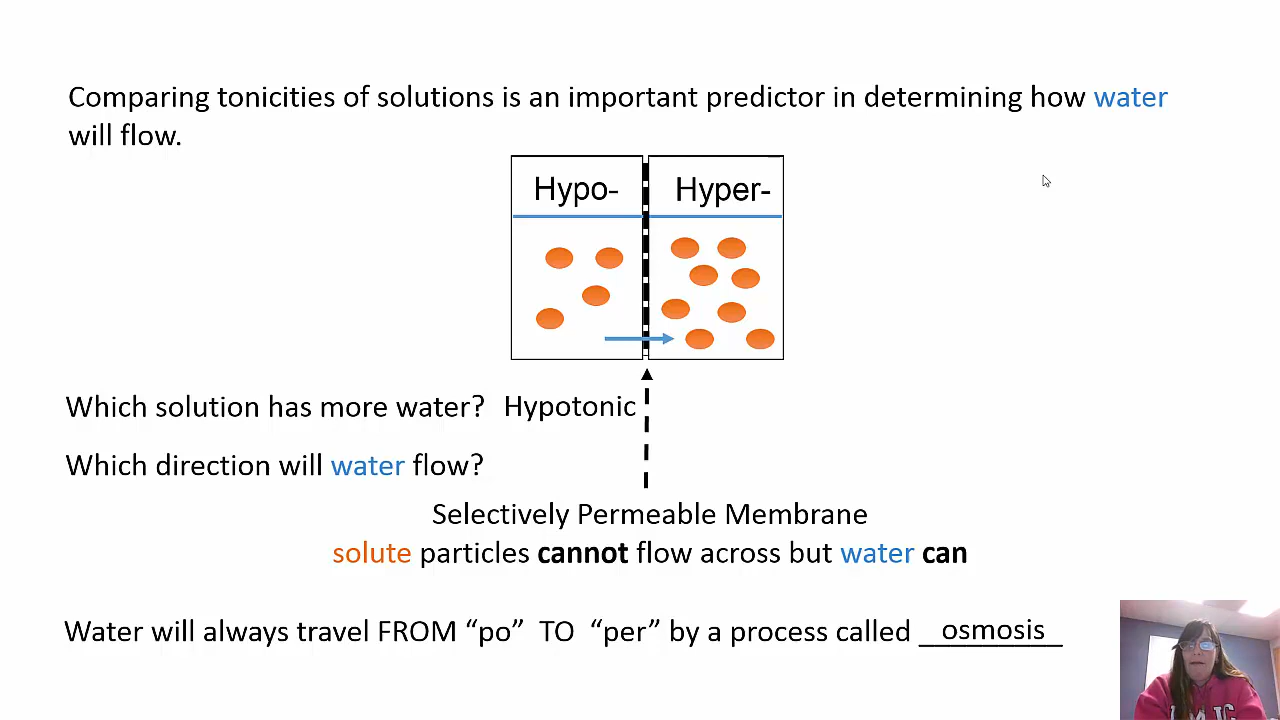 Comparing tonicities of solutions is an important predictor in determining how water
will flow.
Hypo-
Hyper-
Which solution has more water? Hypotonic
Which direction will water flow?
Selectively Permeable Membrane
solute particles cannot flow across but water can
Water will always travel FROM “po” TO “per” by a process called osmosis